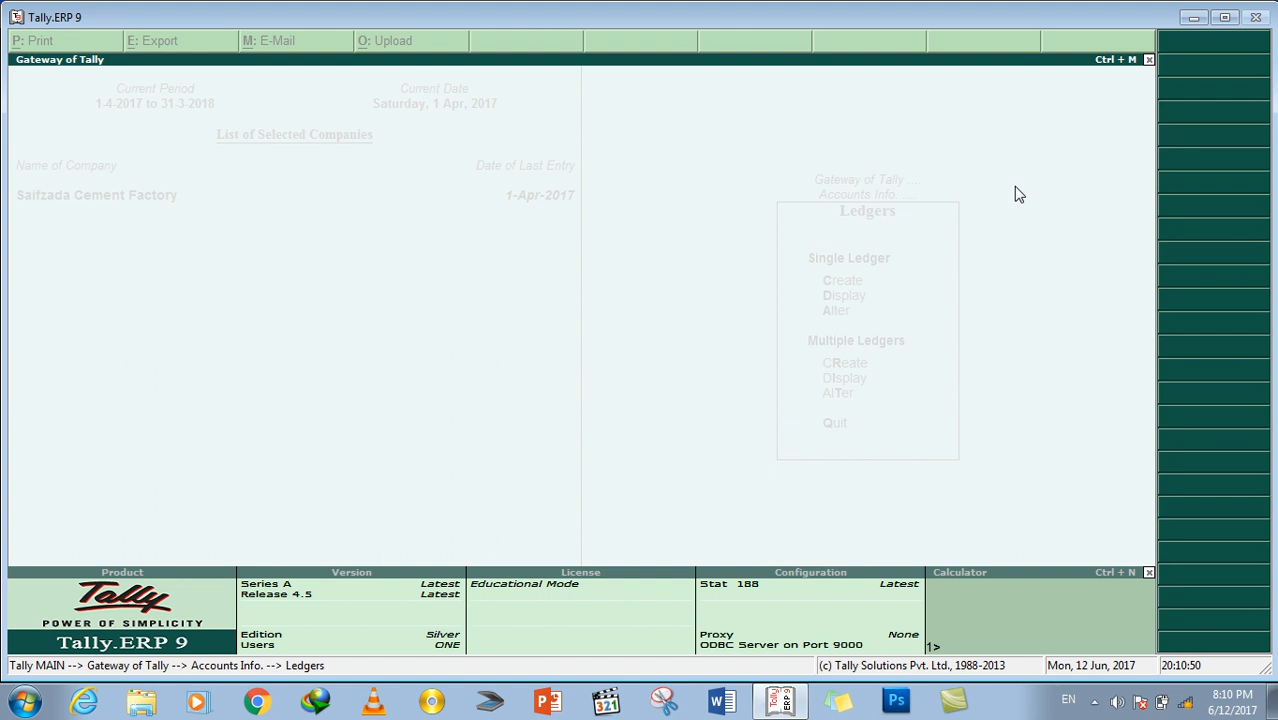 Tally.ERP 9
P: Print E: Export M: E-Mail O: Upload
Gateway of Tally Ctrl + M
Current Period Current Date
1-4-2017 to 31-3-2018 Saturday, 1 Apr, 2017
List of Selected Companies
Name of Company Date of Last Entry
Saifzada Cement Factory 1-Apr-2017
Gateway of Tally ....
Accounts Info. ....
Ledgers
Single Ledger
Create
Display
Alter
Multiple Ledgers
CReate
DIsplay
AlTer
Quit
Product Version License Configuration Calculator Ctrl + N
Tally
POWER OF SIMPLICITY
Tally.ERP 9
Series A Latest
Release 4.5 Latest
Edition Silver
Users ONE
Educational Mode
Stat 188 Latest
Proxy None
ODBC Server on Port 9000
1>
Tally MAIN --> Gateway of Tally --> Accounts Info. --> Ledgers (c) Tally Solutions Pvt. Ltd., 1988-2013 Mon, 12 Jun, 2017 20:10:50
321
Tally ERP 9
Ps
EN
8:10 PM
6/12/2017